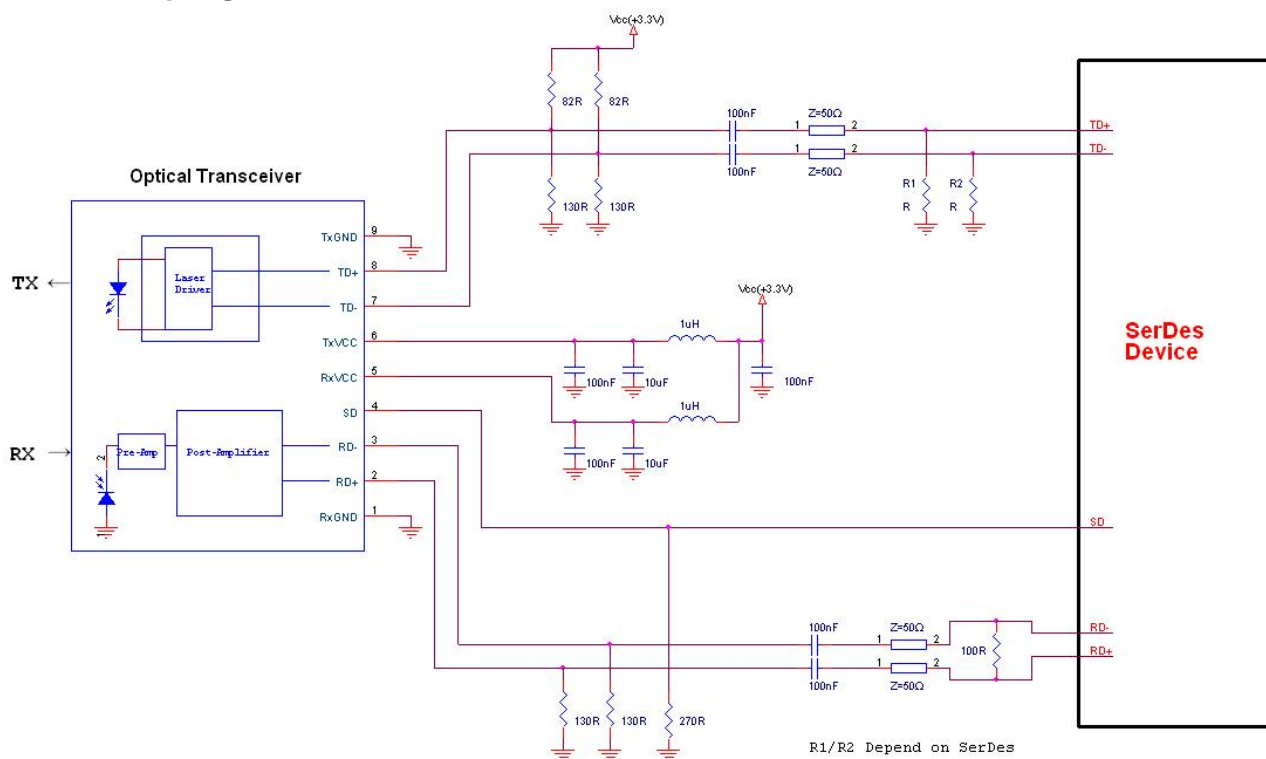 Vcc(+3.3V)
82R 82R
100nF Z=50Ω
1 2
TD+
1 2
TD-
100nF Z=50Ω
Optical Transceiver
130R 130R
R1 R2
R R
TxGND 9
TD+ 8
Laser
Driver
TX ←
TD- 7
Vcc(+3.3V)
1uH
TxVCC 6
100nF 10uF 100nF
RxVCC 5
1uH
SerDes
Device
SD 4
RD- 3
RX →
2
Pre-Amp Post-Amplifier
100nF 10uF
RD+ 2
RxGND 1
1
SD
100nF Z=50Ω
1 2
RD-
100R
1 2
RD+
100nF Z=50Ω
130R 130R 270R
R1/R2 Depend on SerDes